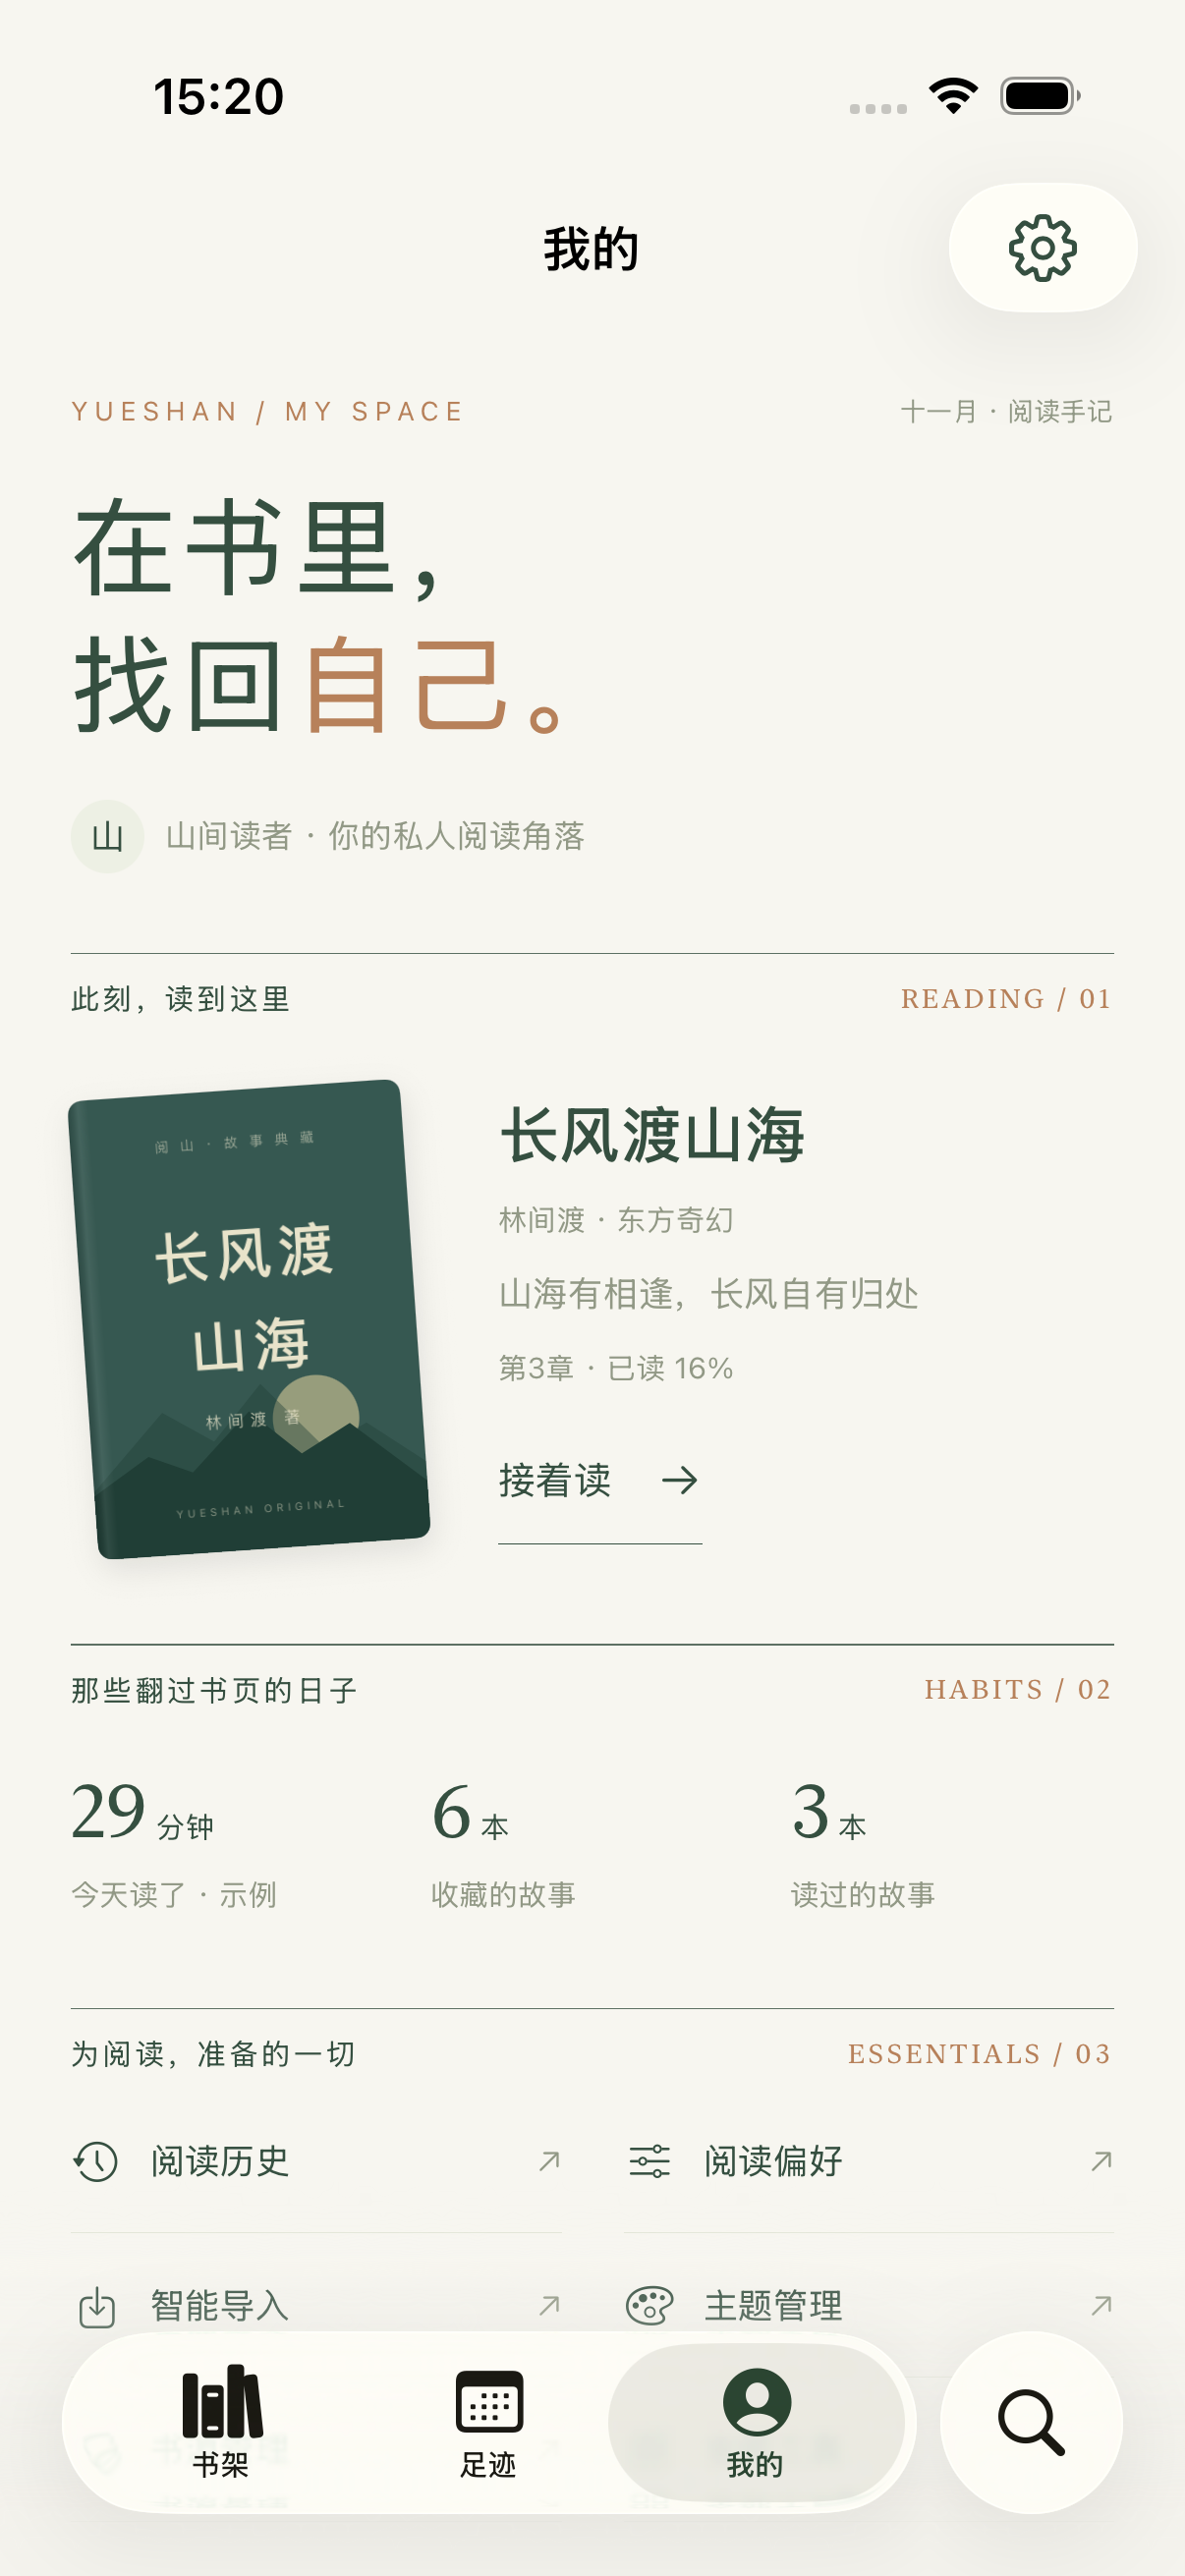 15:20
我的
YUESHAN / MY SPACE
十一月 · 阅读手记
在书里，
找回自己。
山
山间读者 · 你的私人阅读角落
此刻，读到这里
READING / 01
阅山 · 故事典藏
长风渡
山海
林间渡 著
YUESHAN ORIGINAL
长风渡山海
林间渡 · 东方奇幻
山海有相逢，长风自有归处
第3章 · 已读 16%
接着读
那些翻过书页的日子
HABITS / 02
29 分钟
今天读了 · 示例
6 本
收藏的故事
3 本
读过的故事
为阅读，准备的一切
ESSENTIALS / 03
阅读历史
阅读偏好
智能导入
主题管理
书架
足迹
我的